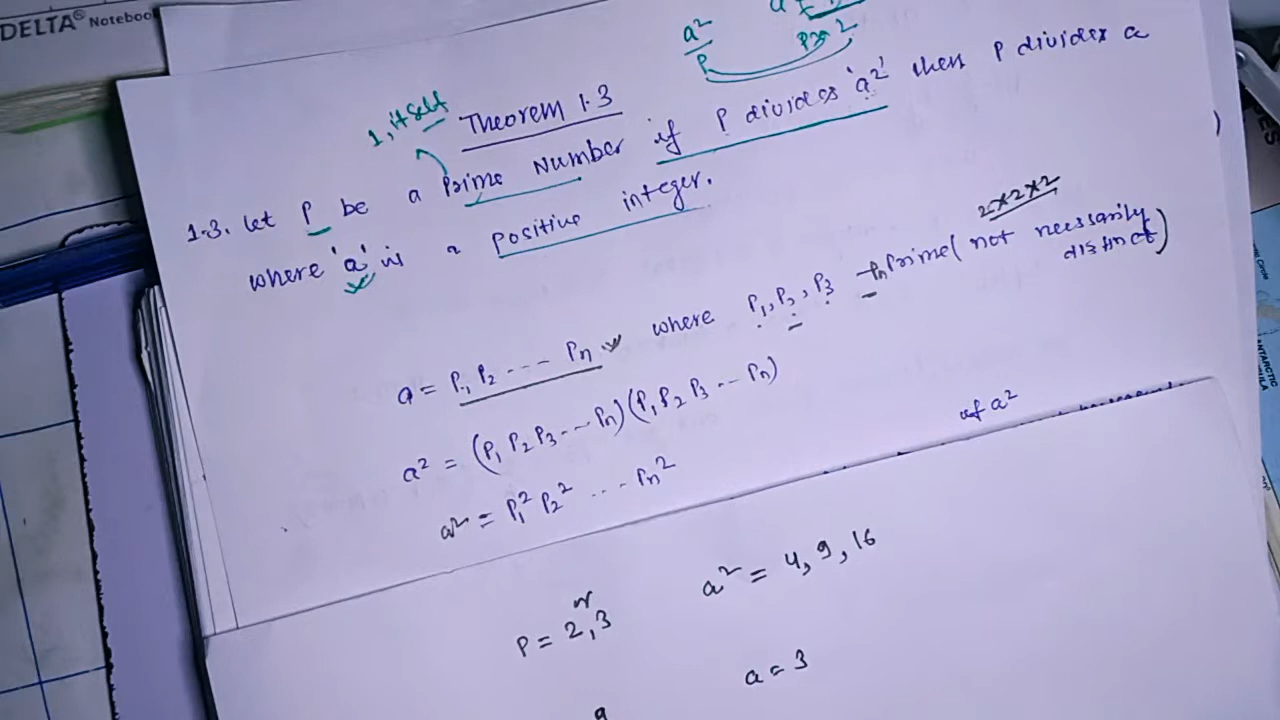 DELTA Notebook
a²
P
Theorem 1.3
1, itself
1.3. Let P be a Prime Number if P divides 'a²' then P divides a
where 'a' is a positive integer.
2×2×2
a = P₁ P₂ ... Pn where P₁, P₂, P₃ - Pn Prime (not necessarily distinct)
a² = (P₁ P₂ P₃ ... Pn) (P₁ P₂ P₃ ... Pn)
a² = P₁² P₂² ... Pn²
of a²
P = 2, 3
a² = 4, 9, 16
a = 3
9